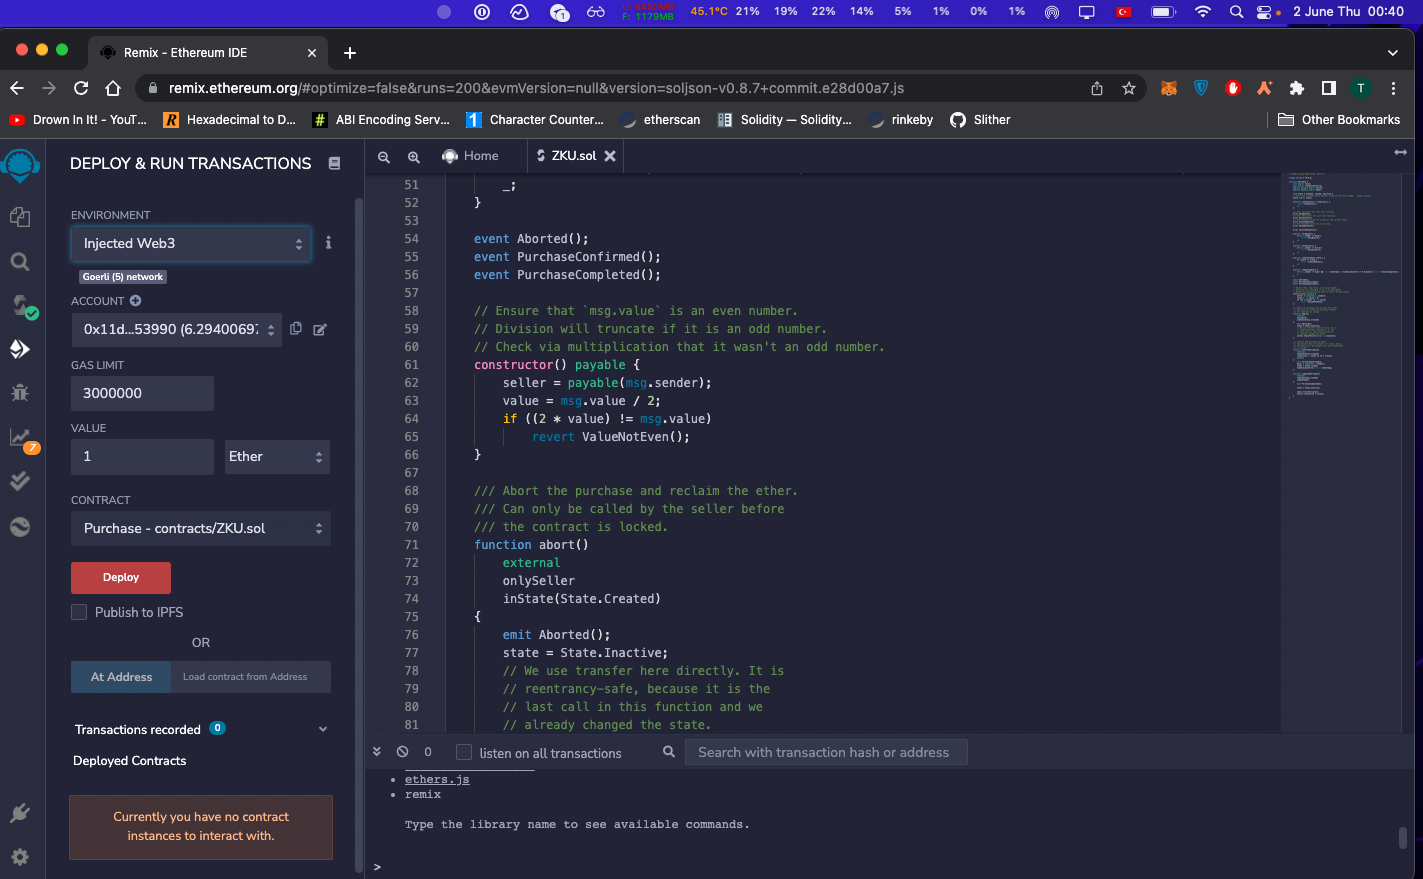 U: 6450MB
F: 1179MB
45.1°C 21% 19% 22% 14% 5% 1% 0% 1%
2 June Thu 00:40
Remix - Ethereum IDE
remix.ethereum.org/#optimize=false&runs=200&evmVersion=null&version=soljson-v0.8.7+commit.e28d00a7.js
T
Drown In It! - YouT...
Hexadecimal to D...
ABI Encoding Serv...
Character Counter...
etherscan
Solidity — Solidity...
rinkeby
Slither
Other Bookmarks
DEPLOY & RUN TRANSACTIONS
ENVIRONMENT
Injected Web3
Goerli (5) network
ACCOUNT
0x11d...53990 (6.29400697
GAS LIMIT
3000000
VALUE
1
Ether
CONTRACT
Purchase - contracts/ZKU.sol
Deploy
Publish to IPFS
OR
At Address
Load contract from Address
Transactions recorded 0
Deployed Contracts
Currently you have no contract
instances to interact with.
7
Home
ZKU.sol
51 _;
52 }
53
54 event Aborted();
55 event PurchaseConfirmed();
56 event PurchaseCompleted();
57
58 // Ensure that `msg.value` is an even number.
59 // Division will truncate if it is an odd number.
60 // Check via multiplication that it wasn't an odd number.
61 constructor() payable {
62 seller = payable(msg.sender);
63 value = msg.value / 2;
64 if ((2 * value) != msg.value)
65 revert ValueNotEven();
66 }
67
68 /// Abort the purchase and reclaim the ether.
69 /// Can only be called by the seller before
70 /// the contract is locked.
71 function abort()
72 external
73 onlySeller
74 inState(State.Created)
75 {
76 emit Aborted();
77 state = State.Inactive;
78 // We use transfer here directly. It is
79 // reentrancy-safe, because it is the
80 // last call in this function and we
81 // already changed the state.
0
listen on all transactions
Search with transaction hash or address
ethers.js
remix
Type the library name to see available commands.
>